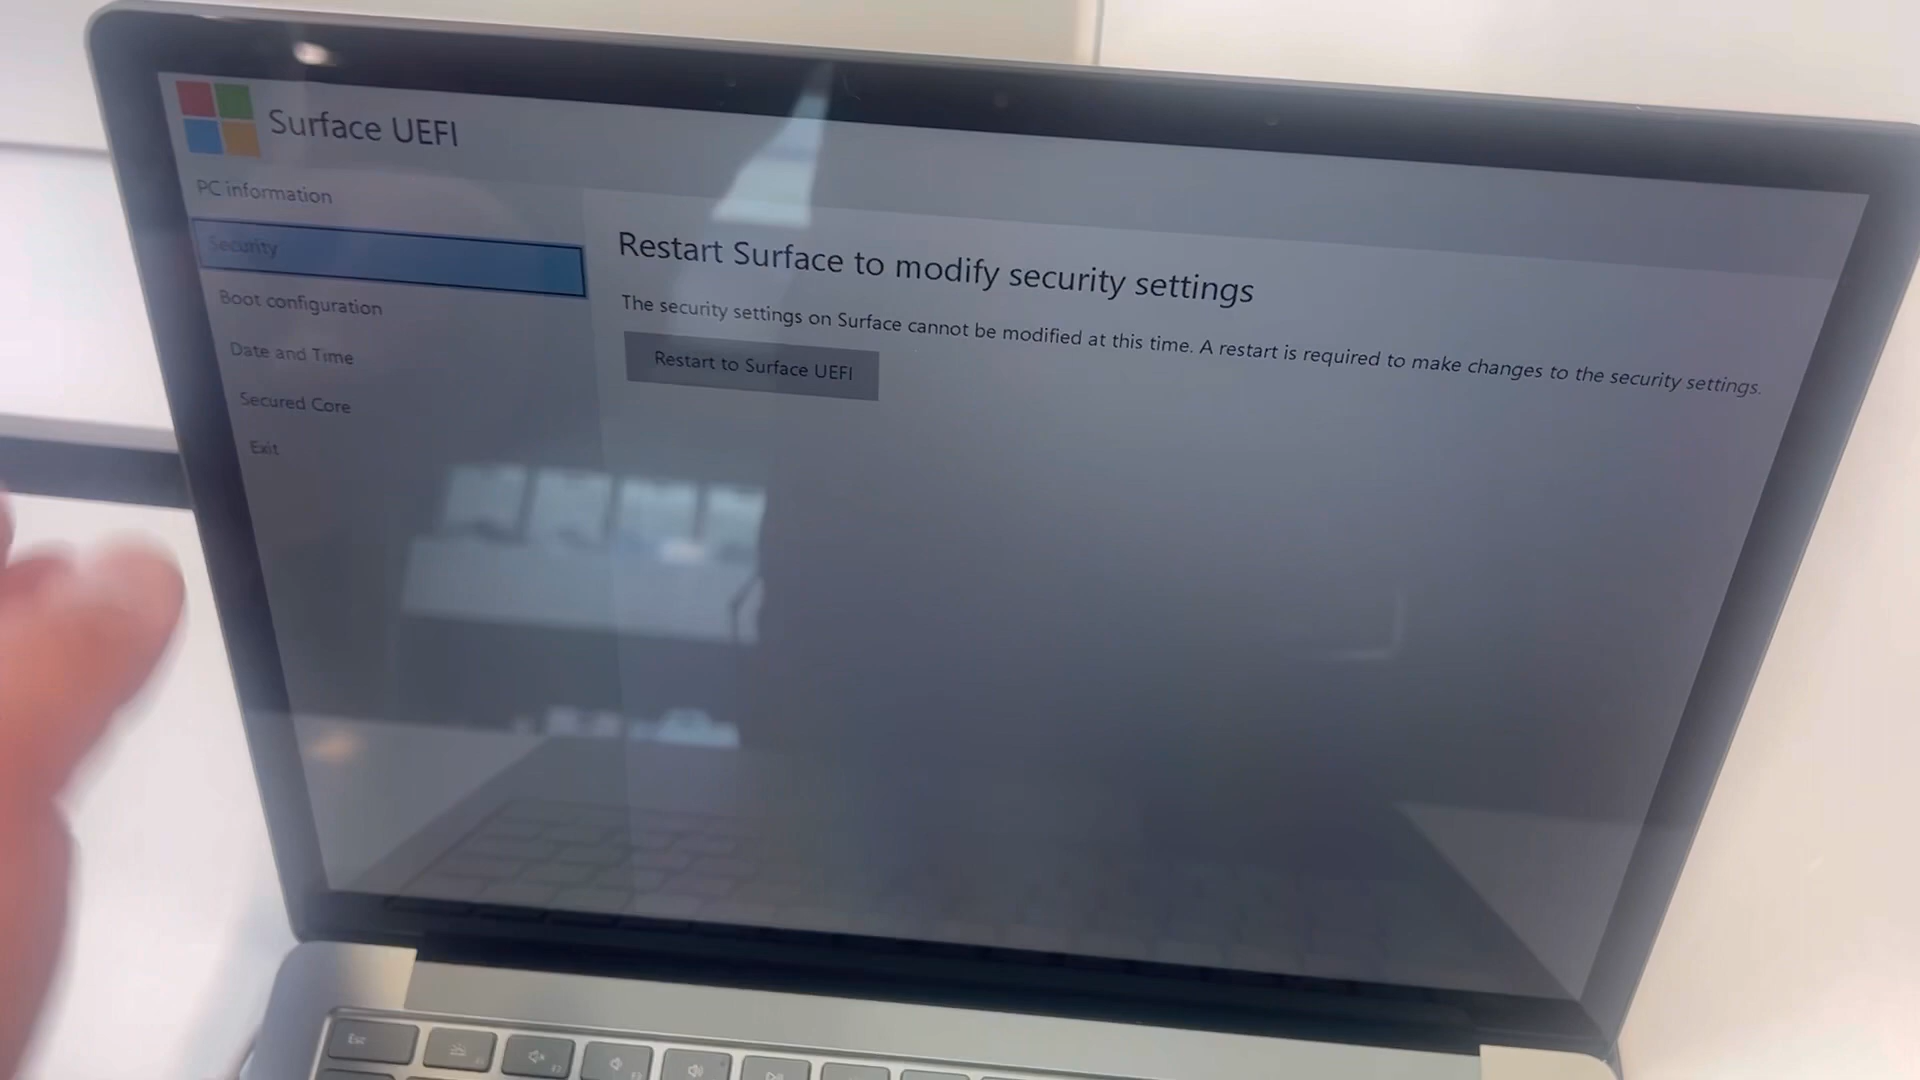 Surface UEFI
PC information
Security
Boot configuration
Date and Time
Secured Core
Exit
Restart Surface to modify security settings
The security settings on Surface cannot be modified at this time. A restart is required to make changes to the security settings.
Restart to Surface UEFI
Esc
F2